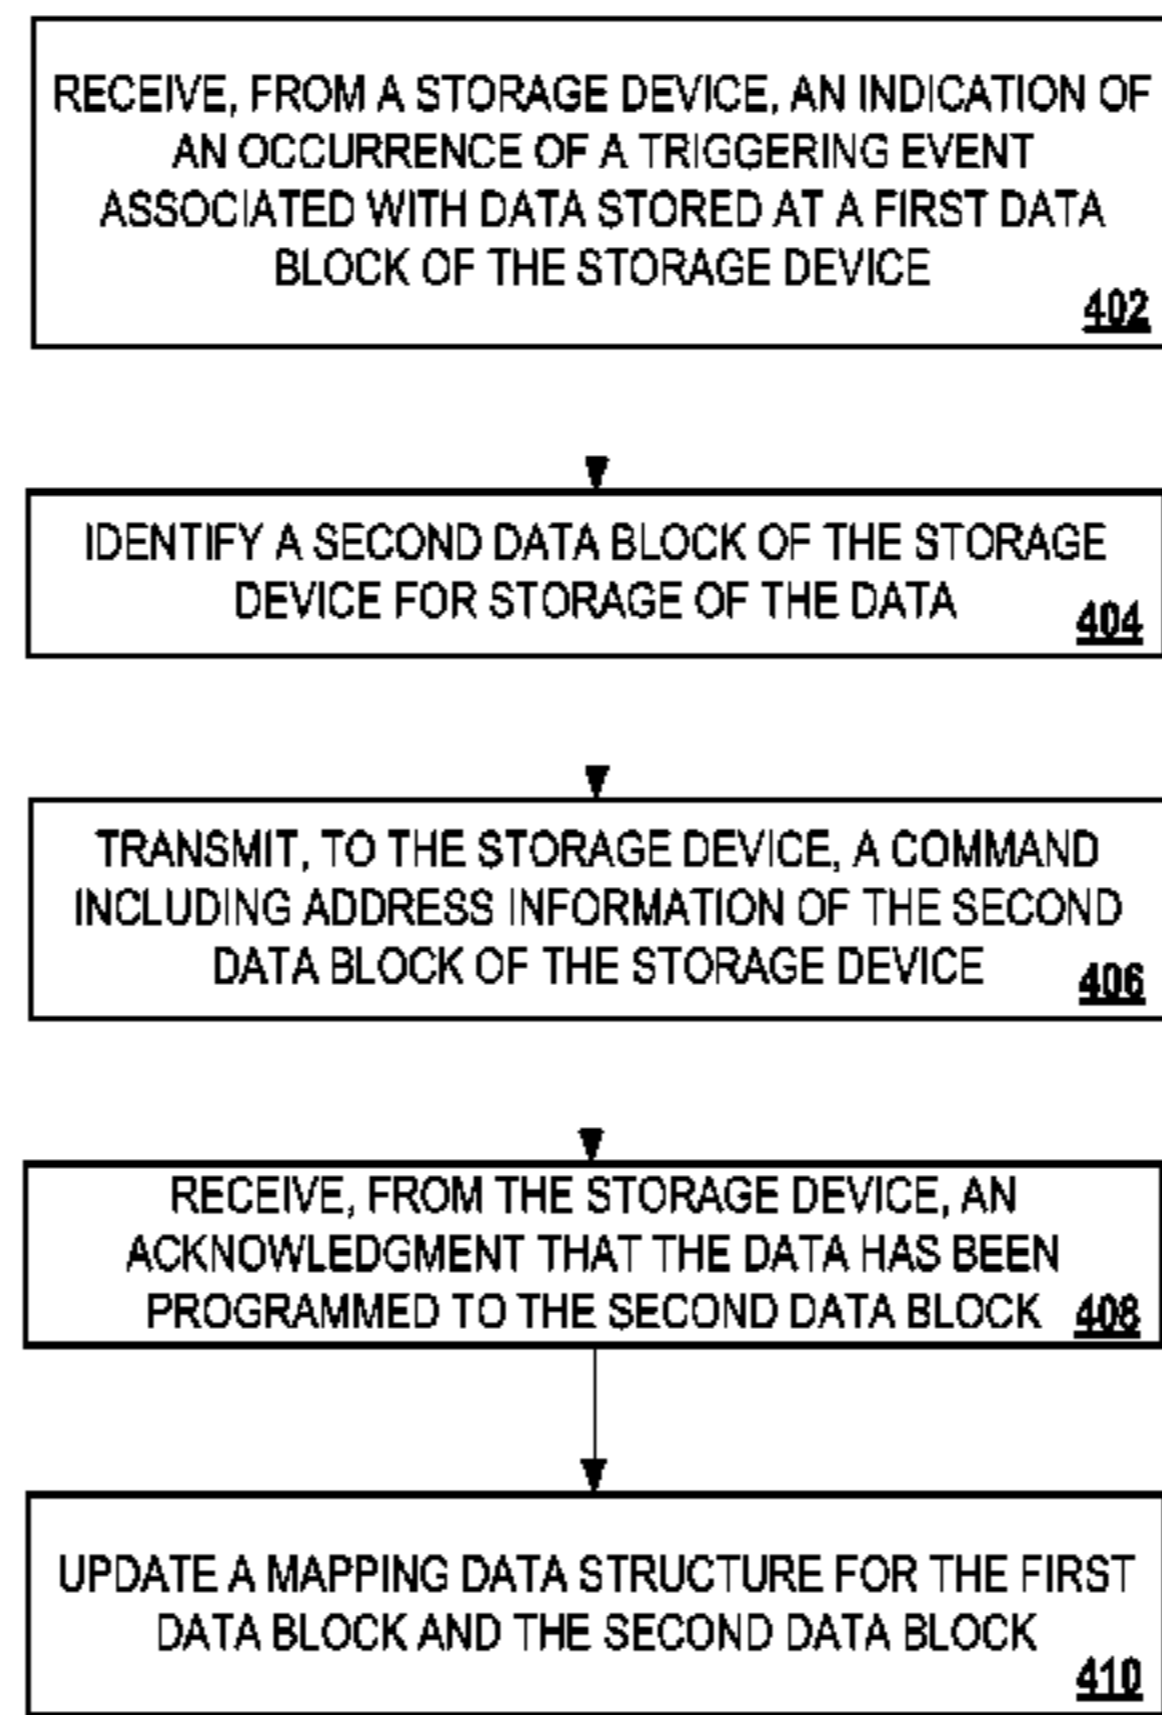 RECEIVE, FROM A STORAGE DEVICE, AN INDICATION OF
AN OCCURRENCE OF A TRIGGERING EVENT
ASSOCIATED WITH DATA STORED AT A FIRST DATA
BLOCK OF THE STORAGE DEVICE
402
IDENTIFY A SECOND DATA BLOCK OF THE STORAGE
DEVICE FOR STORAGE OF THE DATA
404
TRANSMIT, TO THE STORAGE DEVICE, A COMMAND
INCLUDING ADDRESS INFORMATION OF THE SECOND
DATA BLOCK OF THE STORAGE DEVICE
406
RECEIVE, FROM THE STORAGE DEVICE, AN
ACKNOWLEDGMENT THAT THE DATA HAS BEEN
PROGRAMMED TO THE SECOND DATA BLOCK
408
UPDATE A MAPPING DATA STRUCTURE FOR THE FIRST
DATA BLOCK AND THE SECOND DATA BLOCK
410